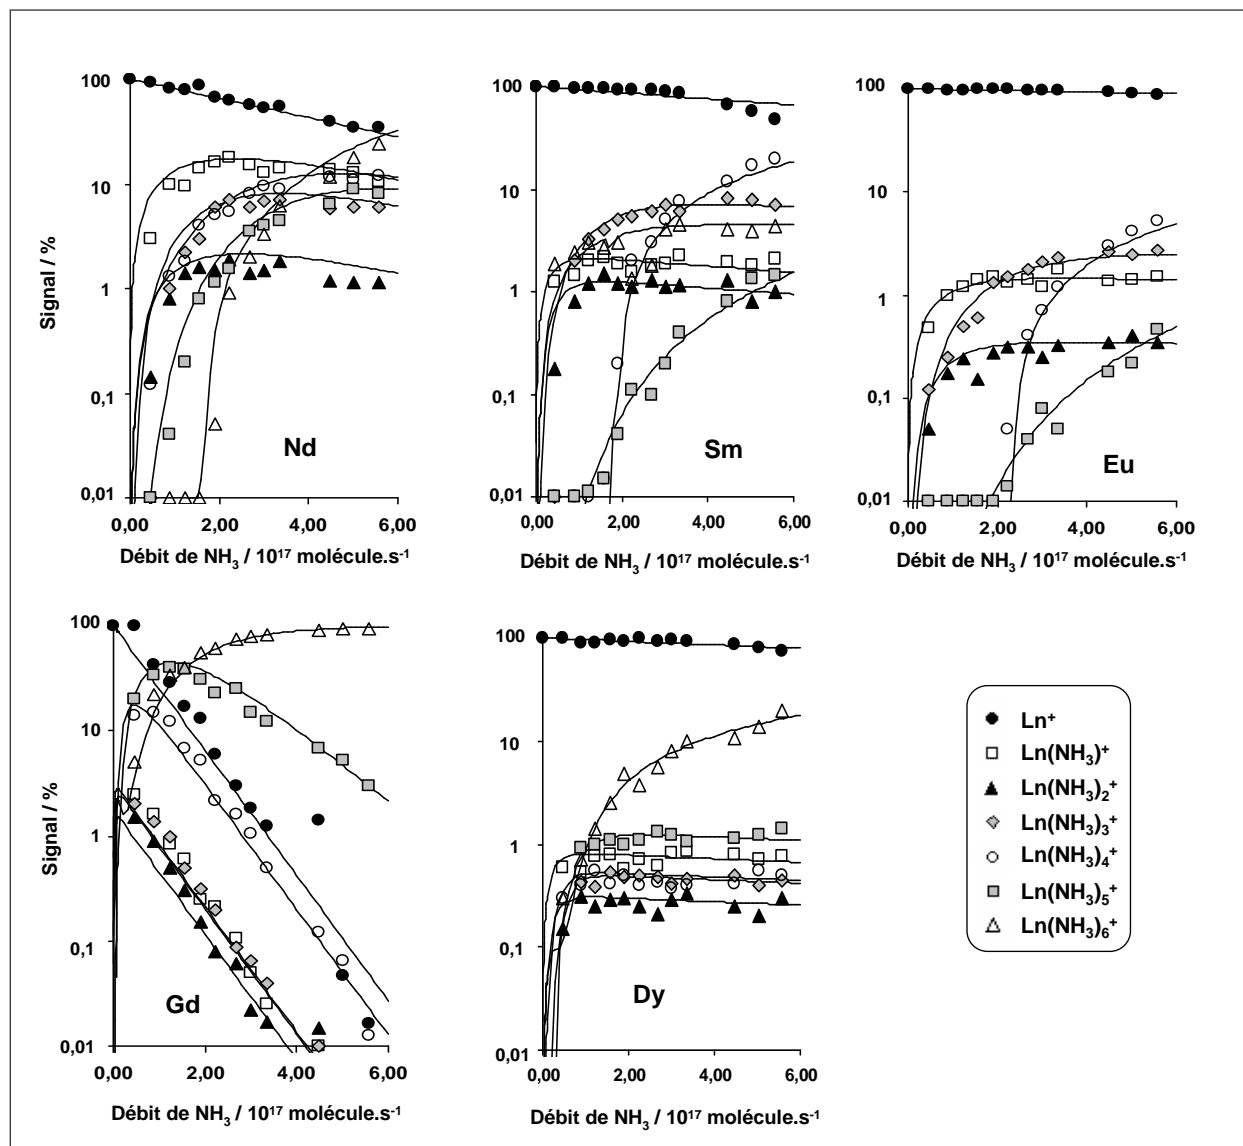 100
10
1
0,1
0,01
Signal / %
0,00 2,00 4,00 6,00
Débit de NH3 / 10^17 molécule.s^-1
Nd
100
10
1
0,1
0,01
0,00 2,00 4,00 6,00
Débit de NH3 / 10^17 molécule.s^-1
Sm
100
10
1
0,1
0,01
0,00 2,00 4,00 6,00
Débit de NH3 / 10^17 molécule.s^-1
Eu
100
10
1
0,1
0,01
Signal / %
0,00 2,00 4,00 6,00
Débit de NH3 / 10^17 molécule.s^-1
Gd
100
10
1
0,1
0,01
0,00 2,00 4,00 6,00
Débit de NH3 / 10^17 molécule.s^-1
Dy
Ln+
Ln(NH3)+
Ln(NH3)2+
Ln(NH3)3+
Ln(NH3)4+
Ln(NH3)5+
Ln(NH3)6+